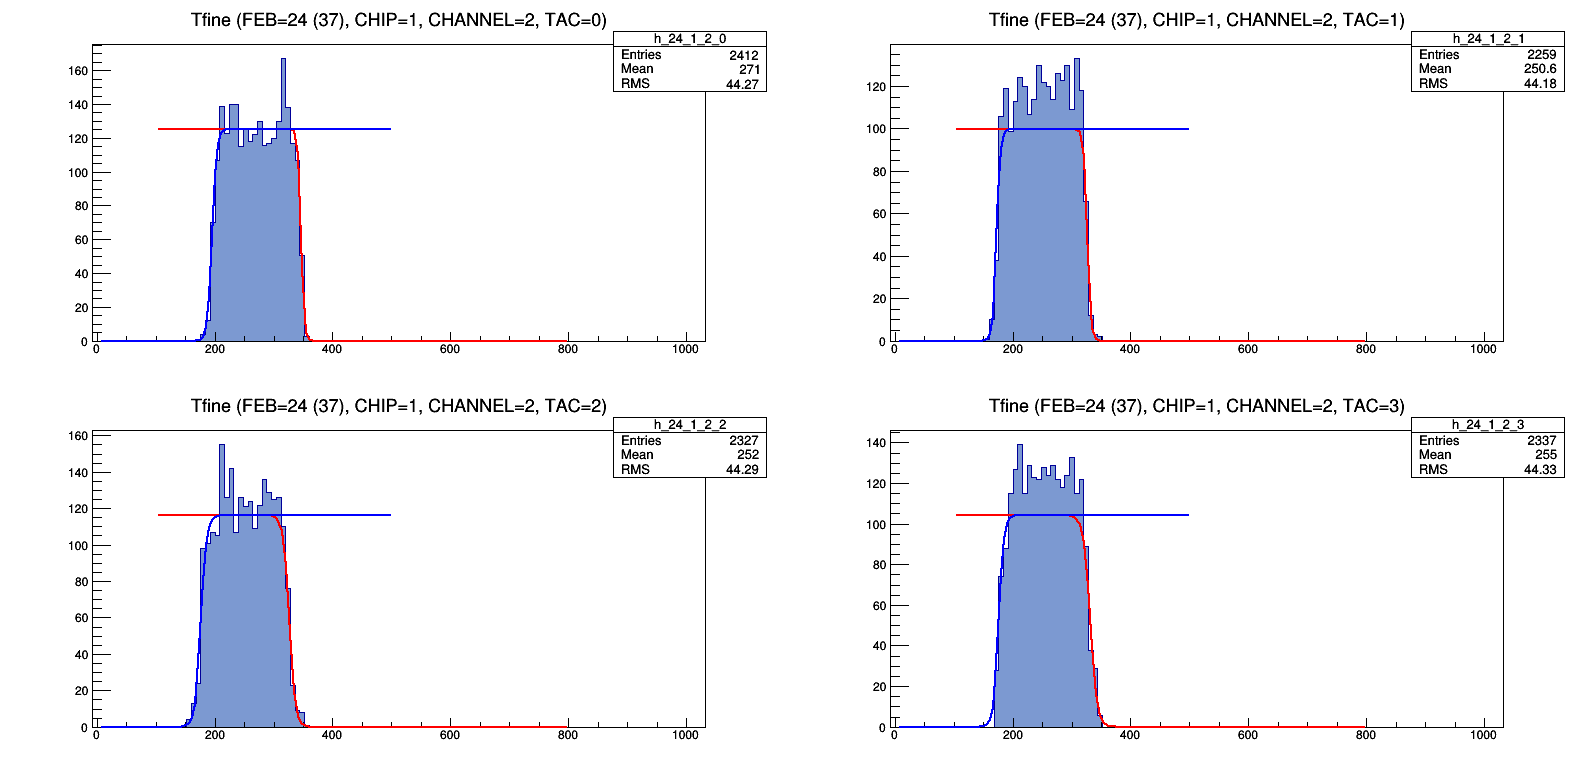 Tfine (FEB=24 (37), CHIP=1, CHANNEL=2, TAC=0)
h_24_1_2_0
Entries 2412
Mean 271
RMS 44.27
160
140
120
100
80
60
40
20
0
0 200 400 600 800 1000
Tfine (FEB=24 (37), CHIP=1, CHANNEL=2, TAC=1)
h_24_1_2_1
Entries 2259
Mean 250.6
RMS 44.18
120
100
80
60
40
20
0
0 200 400 600 800 1000
Tfine (FEB=24 (37), CHIP=1, CHANNEL=2, TAC=2)
h_24_1_2_2
Entries 2327
Mean 252
RMS 44.29
160
140
120
100
80
60
40
20
0
0 200 400 600 800 1000
Tfine (FEB=24 (37), CHIP=1, CHANNEL=2, TAC=3)
h_24_1_2_3
Entries 2337
Mean 255
RMS 44.33
140
120
100
80
60
40
20
0
0 200 400 600 800 1000